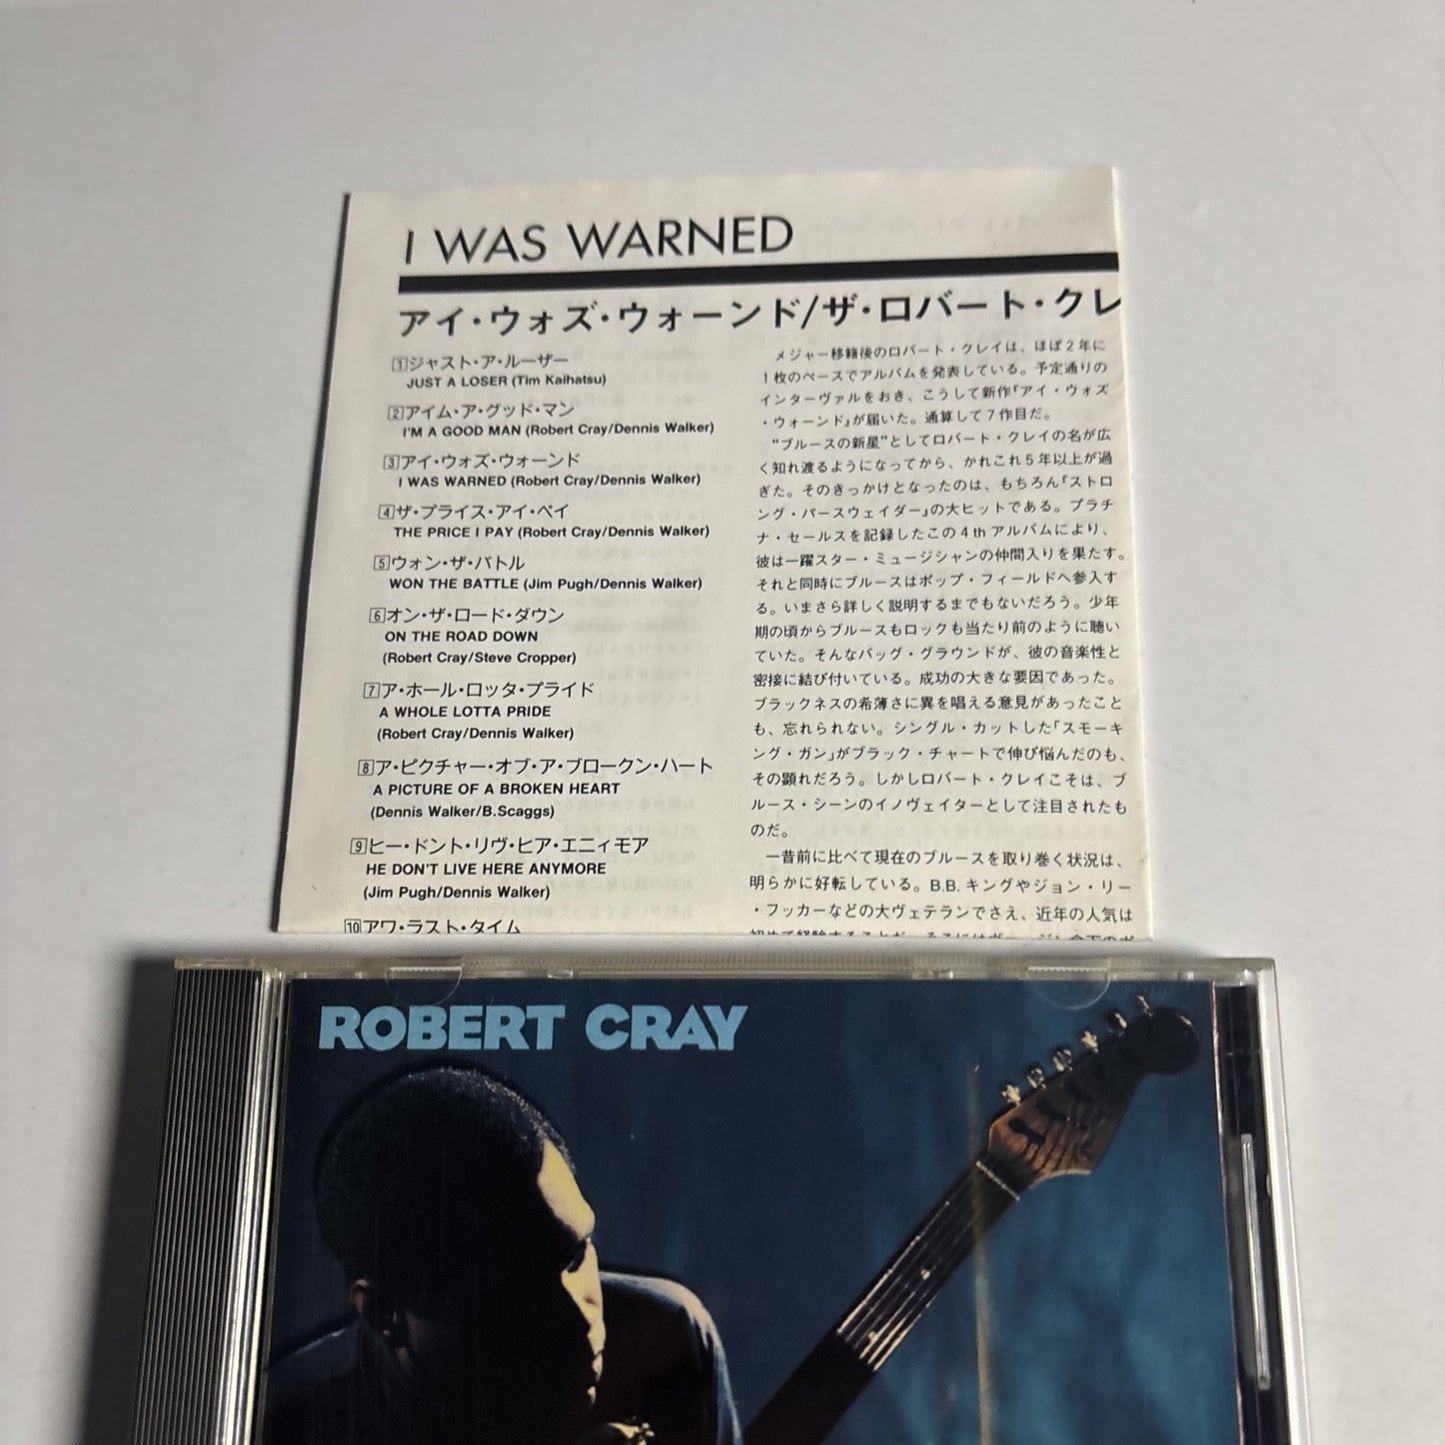 I WAS WARNED
アイ・ウォズ・ウォーンド/ザ・ロバート・クレ
1ジャスト・ア・ルーザー
JUST A LOSER (Tim Kaihatsu)
2アイム・ア・グッド・マン
I'M A GOOD MAN (Robert Cray/Dennis Walker)
3アイ・ウォズ・ウォーンド
I WAS WARNED (Robert Cray/Dennis Walker)
4ザ・プライス・アイ・ペイ
THE PRICE I PAY (Robert Cray/Dennis Walker)
5ウォン・ザ・バトル
WON THE BATTLE (Jim Pugh/Dennis Walker)
6オン・ザ・ロード・ダウン
ON THE ROAD DOWN
(Robert Cray/Steve Cropper)
7ア・ホール・ロッタ・プライド
A WHOLE LOTTA PRIDE
(Robert Cray/Dennis Walker)
8ア・ピクチャー・オブ・ア・ブロークン・ハート
A PICTURE OF A BROKEN HEART
(Dennis Walker/B.Scaggs)
9ヒー・ドント・リヴ・ヒア・エニィモア
HE DON'T LIVE HERE ANYMORE
(Jim Pugh/Dennis Walker)
10アワ・ラスト・タイム
メジャー移籍後のロバート・クレイは、ほぼ2年に
1枚のペースでアルバムを発表している。予定通りの
インターヴァルをおき、こうして新作「アイ・ウォズ
・ウォーンド」が届いた。通算して7作目だ。
“ブルースの新星”としてロバート・クレイの名が広
く知れ渡るようになってから、かれこれ5年以上が過
ぎた。そのきっかけとなったのは、もちろん「ストロ
ング・パースウェイダー」の大ヒットである。プラチ
ナ・セールスを記録したこの4thアルバムにより、
彼は一躍スター・ミュージシャンの仲間入りを果たす。
それと同時にブルースはポップ・フィールドへ参入す
る。いまさら詳しく説明するまでもないだろう。少年
期の頃からブルースもロックも当たり前のように聴い
ていた。そんなバッグ・グラウンドが、彼の音楽性と
密接に結び付いている。成功の大きな要因であった。
ブラックネスの希薄さに異を唱える意見があったこと
も、忘れられない。シングル・カットした「スモーキ
ング・ガン」がブラック・チャートで伸び悩んだのも、
その顕れだろう。しかしロバート・クレイこそは、ブ
ルース・シーンのイノヴェイターとして注目されたも
のだ。
一昔前に比べて現在のブルースを取り巻く状況は、
明らかに好転している。B.B.キングやジョン・リー
・フッカーなどの大ヴェテランでさえ、近年の人気は
ROBERT CRAY